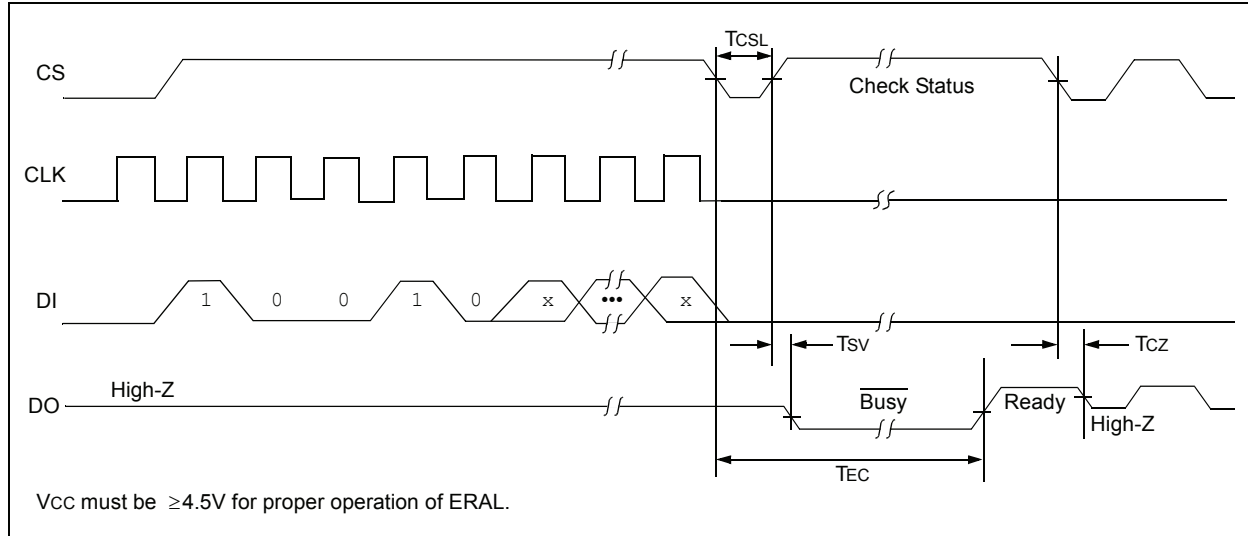 TCSL
CS
Check Status
CLK
DI
1 0 0 1 0 x ••• x
TSV
TCZ
High-Z
DO
Busy
Ready
High-Z
TEC
VCC must be ≥4.5V for proper operation of ERAL.